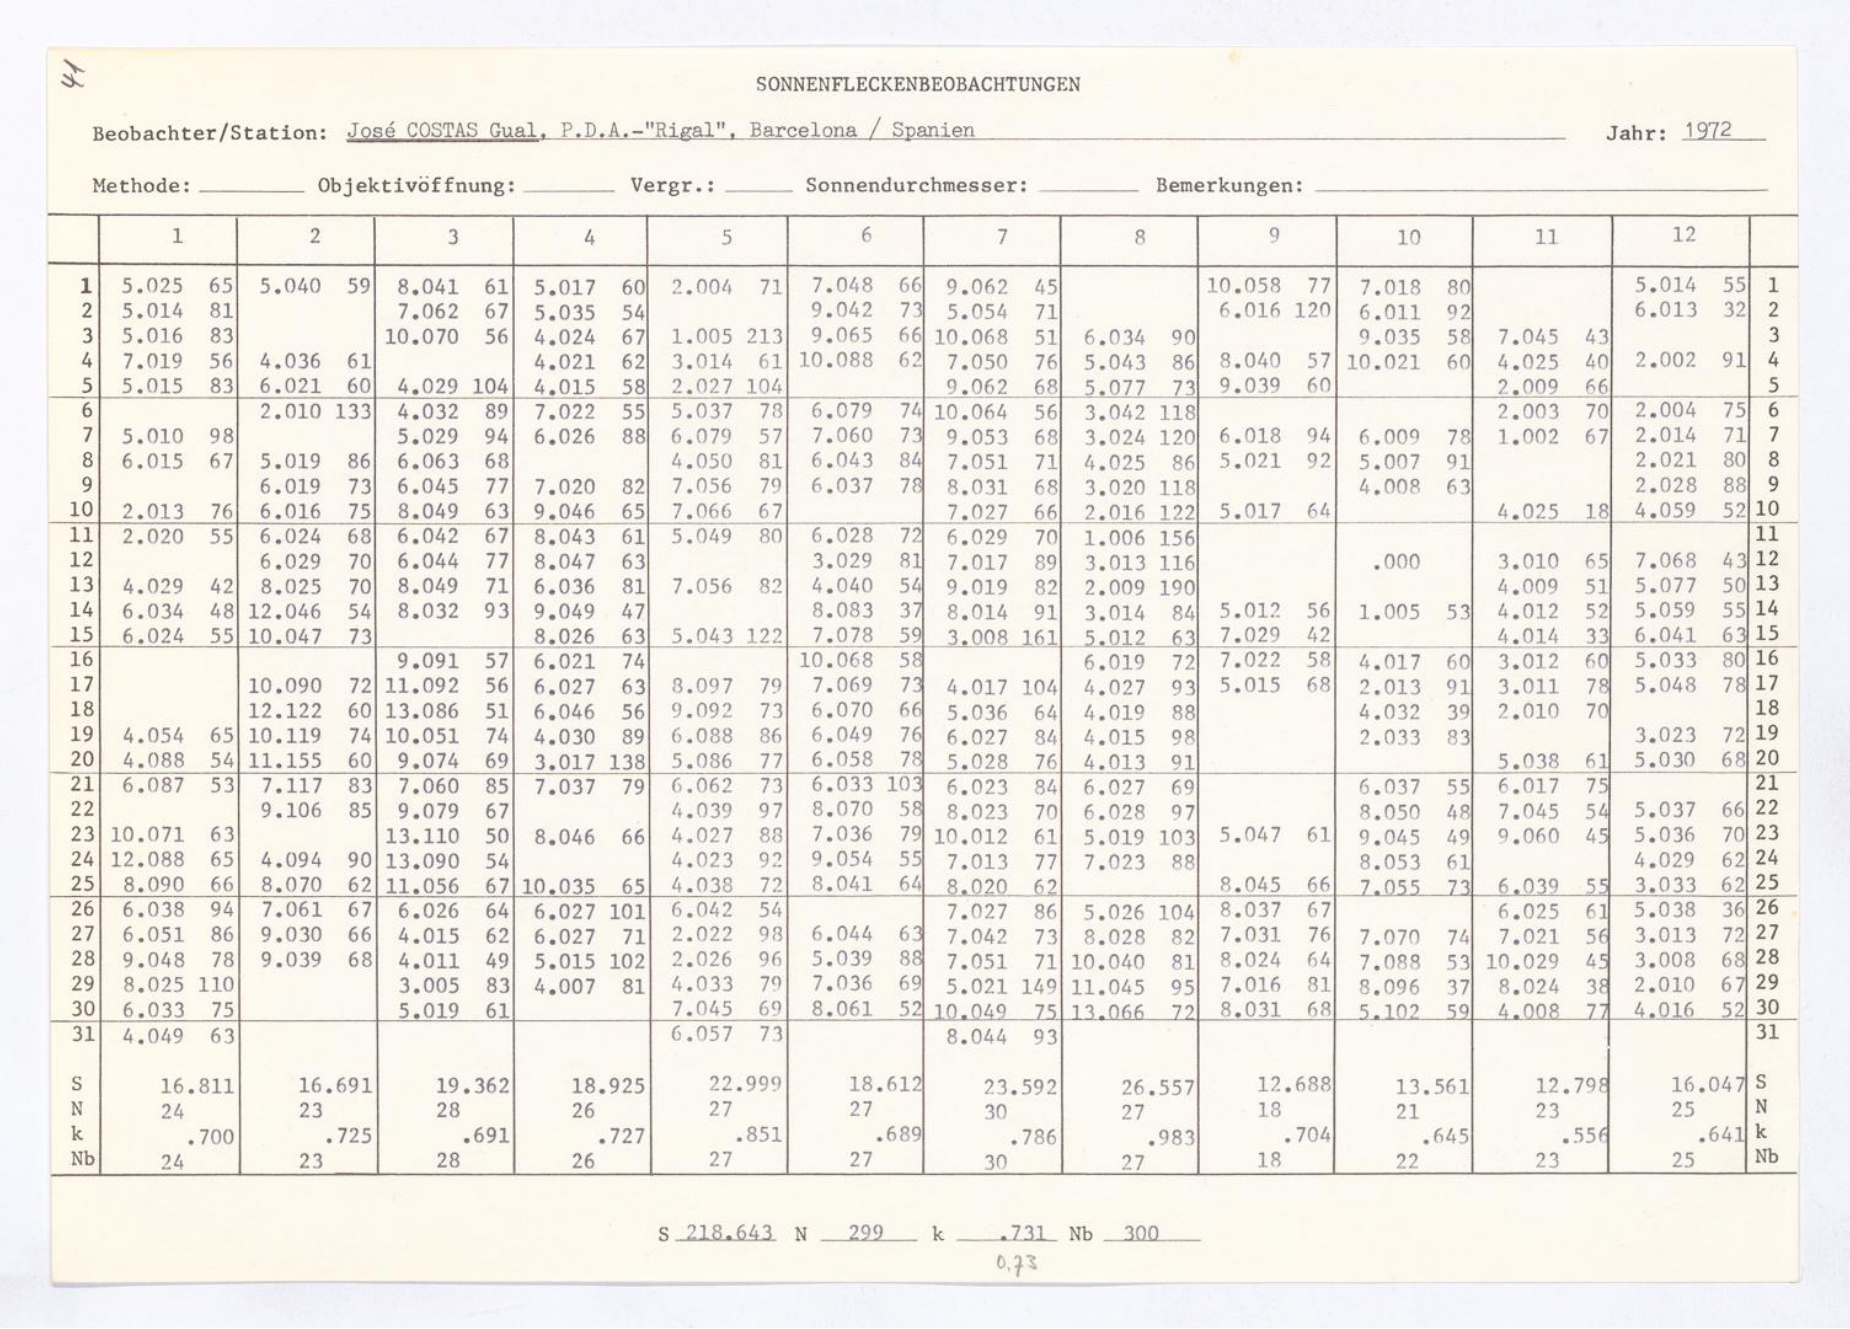 41
SONNENFLECKENBEOBACHTUNGEN
Beobachter/Station: José COSTAS Gual, P.D.A.-"Rigal", Barcelona / Spanien Jahr: 1972
Methode: Objektivöffnung: Vergr.: Sonnendurchmesser: Bemerkungen:
1 2 3 4 5 6 7 8 9 10 11 12
1 5.025 65 5.040 59 8.041 61 5.017 60 2.004 71 7.048 66 9.062 45 10.058 77 7.018 80 5.014 55 1
2 5.014 81 7.062 67 5.035 54 9.042 73 5.054 71 6.016 120 6.011 92 6.013 32 2
3 5.016 83 10.070 56 4.024 67 1.005 213 9.065 66 10.068 51 6.034 90 9.035 58 7.045 43 3
4 7.019 56 4.036 61 4.021 62 3.014 61 10.088 62 7.050 76 5.043 86 8.040 57 10.021 60 4.025 40 2.002 91 4
5 5.015 83 6.021 60 4.029 104 4.015 58 2.027 104 9.062 68 5.077 73 9.039 60 2.009 66 5
6 2.010 133 4.032 89 7.022 55 5.037 78 6.079 74 10.064 56 3.042 118 2.003 70 2.004 75 6
7 5.010 98 5.029 94 6.026 88 6.079 57 7.060 73 9.053 68 3.024 120 6.018 94 6.009 78 1.002 67 2.014 71 7
8 6.015 67 5.019 86 6.063 68 4.050 81 6.043 84 7.051 71 4.025 86 5.021 92 5.007 91 2.021 80 8
9 6.019 73 6.045 77 7.020 82 7.056 79 6.037 78 8.031 68 3.020 118 4.008 63 2.028 88 9
10 2.013 76 6.016 75 8.049 63 9.046 65 7.066 67 7.027 66 2.016 122 5.017 64 4.025 18 4.059 52 10
11 2.020 55 6.024 68 6.042 67 8.043 61 5.049 80 6.028 72 6.029 70 1.006 156 11
12 6.029 70 6.044 77 8.047 63 3.029 81 7.017 89 3.013 116 .000 3.010 65 7.068 43 12
13 4.029 42 8.025 70 8.049 71 6.036 81 7.056 82 4.040 54 9.019 82 2.009 190 4.009 51 5.077 50 13
14 6.034 48 12.046 54 8.032 93 9.049 47 8.083 37 8.014 91 3.014 84 5.012 56 1.005 53 4.012 52 5.059 55 14
15 6.024 55 10.047 73 8.026 63 5.043 122 7.078 59 3.008 161 5.012 63 7.029 42 4.014 33 6.041 63 15
16 9.091 57 6.021 74 10.068 58 6.019 72 7.022 58 4.017 60 3.012 60 5.033 80 16
17 10.090 72 11.092 56 6.027 63 8.097 79 7.069 73 4.017 104 4.027 93 5.015 68 2.013 91 3.011 78 5.048 78 17
18 12.122 60 13.086 51 6.046 56 9.092 73 6.070 66 5.036 64 4.019 88 4.032 39 2.010 70 18
19 4.054 65 10.119 74 10.051 74 4.030 89 6.088 86 6.049 76 6.027 84 4.015 98 2.033 83 3.023 72 19
20 4.088 54 11.155 60 9.074 69 3.017 138 5.086 77 6.058 78 5.028 76 4.013 91 5.038 61 5.030 68 20
21 6.087 53 7.117 83 7.060 85 7.037 79 6.062 73 6.033 103 6.023 84 6.027 69 6.037 55 6.017 75 21
22 9.106 85 9.079 67 4.039 97 8.070 58 8.023 70 6.028 97 8.050 48 7.045 54 5.037 66 22
23 10.071 63 13.110 50 8.046 66 4.027 88 7.036 79 10.012 61 5.019 103 5.047 61 9.045 49 9.060 45 5.036 70 23
24 12.088 65 4.094 90 13.090 54 4.023 92 9.054 55 7.013 77 7.023 88 8.053 61 4.029 62 24
25 8.090 66 8.070 62 11.056 67 10.035 65 4.038 72 8.041 64 8.020 62 8.045 66 7.055 73 6.039 55 3.033 62 25
26 6.038 94 7.061 67 6.026 64 6.027 101 6.042 54 7.027 86 5.026 104 8.037 67 6.025 61 5.038 36 26
27 6.051 86 9.030 66 4.015 62 6.027 71 2.022 98 6.044 63 7.042 73 8.028 82 7.031 76 7.070 74 7.021 56 3.013 72 27
28 9.048 78 9.039 68 4.011 49 5.015 102 2.026 96 5.039 88 7.051 71 10.040 81 8.024 64 7.088 53 10.029 45 3.008 68 28
29 8.025 110 3.005 83 4.007 81 4.033 79 7.036 69 5.021 149 11.045 95 7.016 81 8.096 37 8.024 38 2.010 67 29
30 6.033 75 5.019 61 7.045 69 8.061 52 10.049 75 13.066 72 8.031 68 5.102 59 4.008 77 4.016 52 30
31 4.049 63 6.057 73 8.044 93 31
S 16.811 16.691 19.362 18.925 22.999 18.612 23.592 26.557 12.688 13.561 12.798 16.047 S
N 24 23 28 26 27 27 30 27 18 21 23 25 N
k .700 .725 .691 .727 .851 .689 .786 .983 .704 .645 .556 .641 k
Nb 24 23 28 26 27 27 30 27 18 22 23 25 Nb
S 218.643 N 299 k .731 Nb 300
0,73